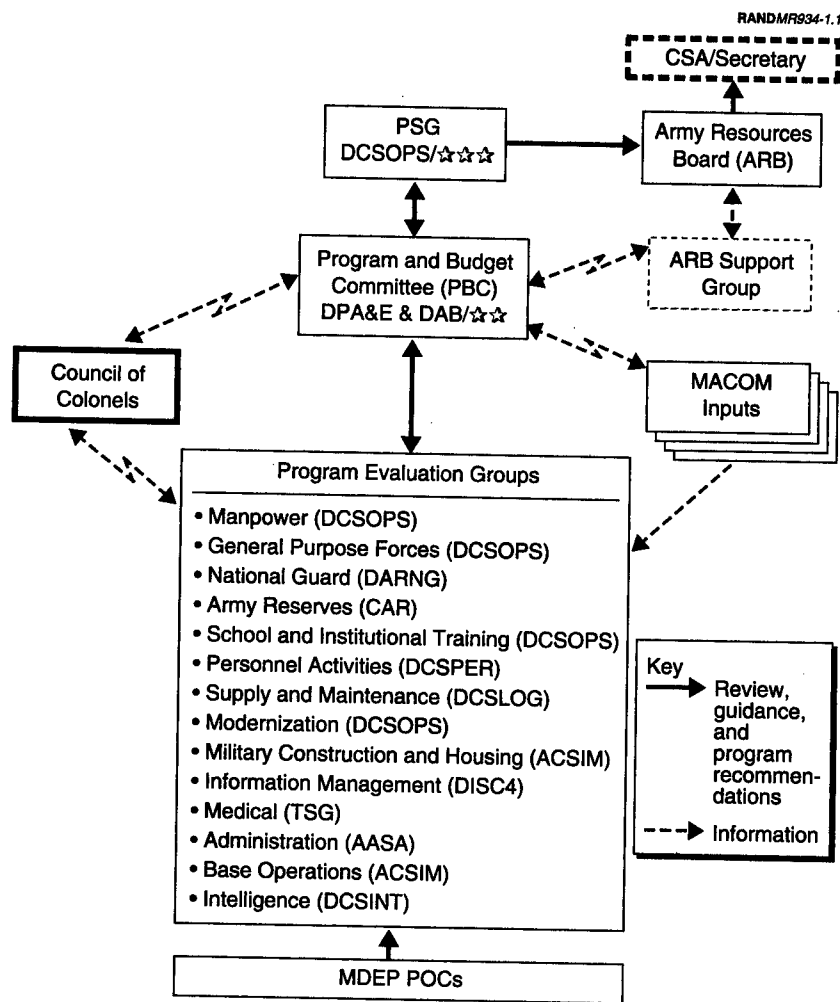 RANDMR934-1.1
CSA/Secretary
PSG
DCSOPS/☆☆☆
Army Resources
Board (ARB)
Program and Budget
Committee (PBC)
DPA&E & DAB/☆☆
ARB Support
Group
Council of
Colonels
MACOM
Inputs
Program Evaluation Groups
• Manpower (DCSOPS)
• General Purpose Forces (DCSOPS)
• National Guard (DARNG)
• Army Reserves (CAR)
• School and Institutional Training (DCSOPS)
• Personnel Activities (DCSPER)
• Supply and Maintenance (DCSLOG)
• Modernization (DCSOPS)
• Military Construction and Housing (ACSIM)
• Information Management (DISC4)
• Medical (TSG)
• Administration (AASA)
• Base Operations (ACSIM)
• Intelligence (DCSINT)
Key
Review,
guidance,
and
program
recommen-
dations
Information
MDEP POCs